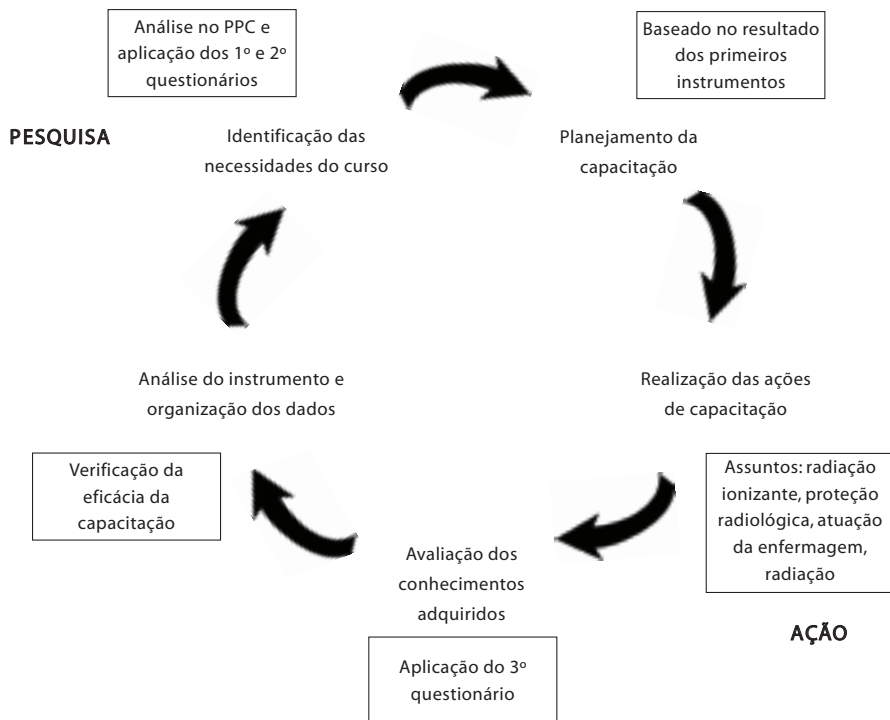 Análise no PPC e
aplicação dos 1º e 2º
questionários
Baseado no resultado
dos primeiros
instrumentos
PESQUISA
Identificação das
necessidades do curso
Planejamento da
capacitação
Realização das ações
de capacitação
Assuntos: radiação
ionizante, proteção
radiológica, atuação
da enfermagem,
radiação
AÇÃO
Avaliação dos
conhecimentos
adquiridos
Aplicação do 3º
questionário
Análise do instrumento e
organização dos dados
Verificação da
eficácia da
capacitação